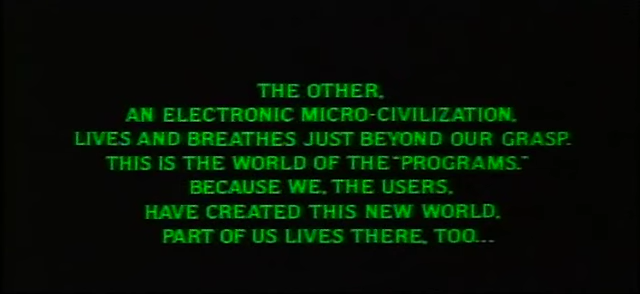 THE OTHER,
AN ELECTRONIC MICRO-CIVILIZATION,
LIVES AND BREATHES JUST BEYOND OUR GRASP.
THIS IS THE WORLD OF THE "PROGRAMS."
BECAUSE WE, THE USERS,
HAVE CREATED THIS NEW WORLD,
PART OF US LIVES THERE, TOO...